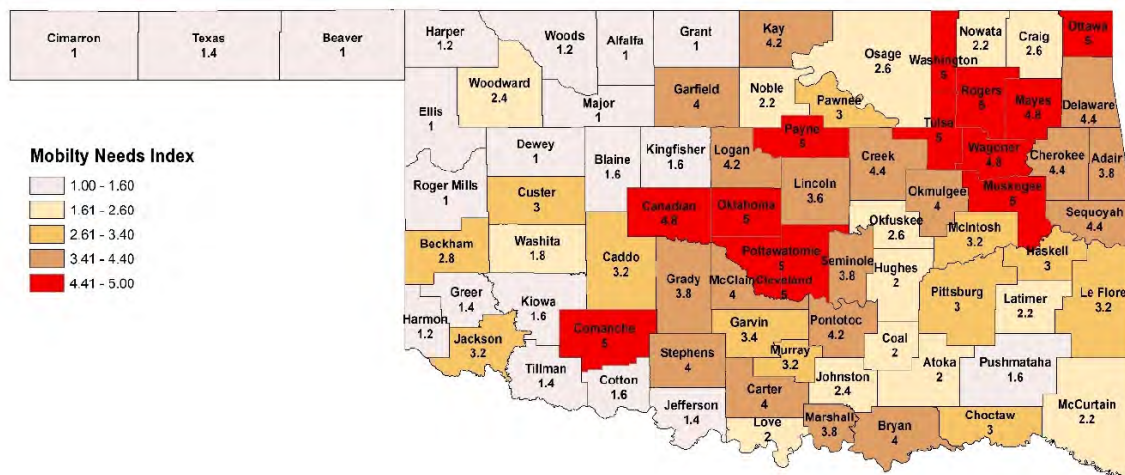 Cimarron
1
Texas
1.4
Beaver
1
Harper
1.2
Woods
1.2
Alfalfa
1
Grant
1
Kay
4.2
Osage
2.6
Washington
5
Nowata
2.2
Craig
2.6
Ottawa
5
Woodward
2.4
Ellis
1
Major
1
Garfield
4
Noble
2.2
Pawnee
3
Rogers
5
Mayes
4.8
Delaware
4.4
Tulsa
5
Payne
5
Mobilty Needs Index
1.00 - 1.60
1.61 - 2.60
2.61 - 3.40
3.41 - 4.40
4.41 - 5.00
Dewey
1
Blaine
1.6
Kingfisher
1.6
Logan
4.2
Creek
4.4
Wagoner
4.8
Cherokee
4.4
Adair
3.8
Roger Mills
1
Custer
3
Canadian
4.8
Oklahoma
5
Lincoln
3.6
Okmulgee
4
Muskogee
5
Sequoyah
4.4
Beckham
2.8
Washita
1.8
Caddo
3.2
Grady
3.8
McClain
4
Cleveland
5
Pottawatomie
5
Seminole
3.8
Okfuskee
2.6
McIntosh
3.2
Haskell
3
Hughes
2
Pittsburg
3
Latimer
2.2
Le Flore
3.2
Greer
1.4
Kiowa
1.6
Harmon
1.2
Jackson
3.2
Comanche
5
Garvin
3.4
Pontotoc
4.2
Coal
2
Tillman
1.4
Cotton
1.6
Stephens
4
Murray
3.2
Johnston
2.4
Atoka
2
Pushmataha
1.6
McCurtain
2.2
Jefferson
1.4
Carter
4
Love
2
Marshall
3.8
Bryan
4
Choctaw
3